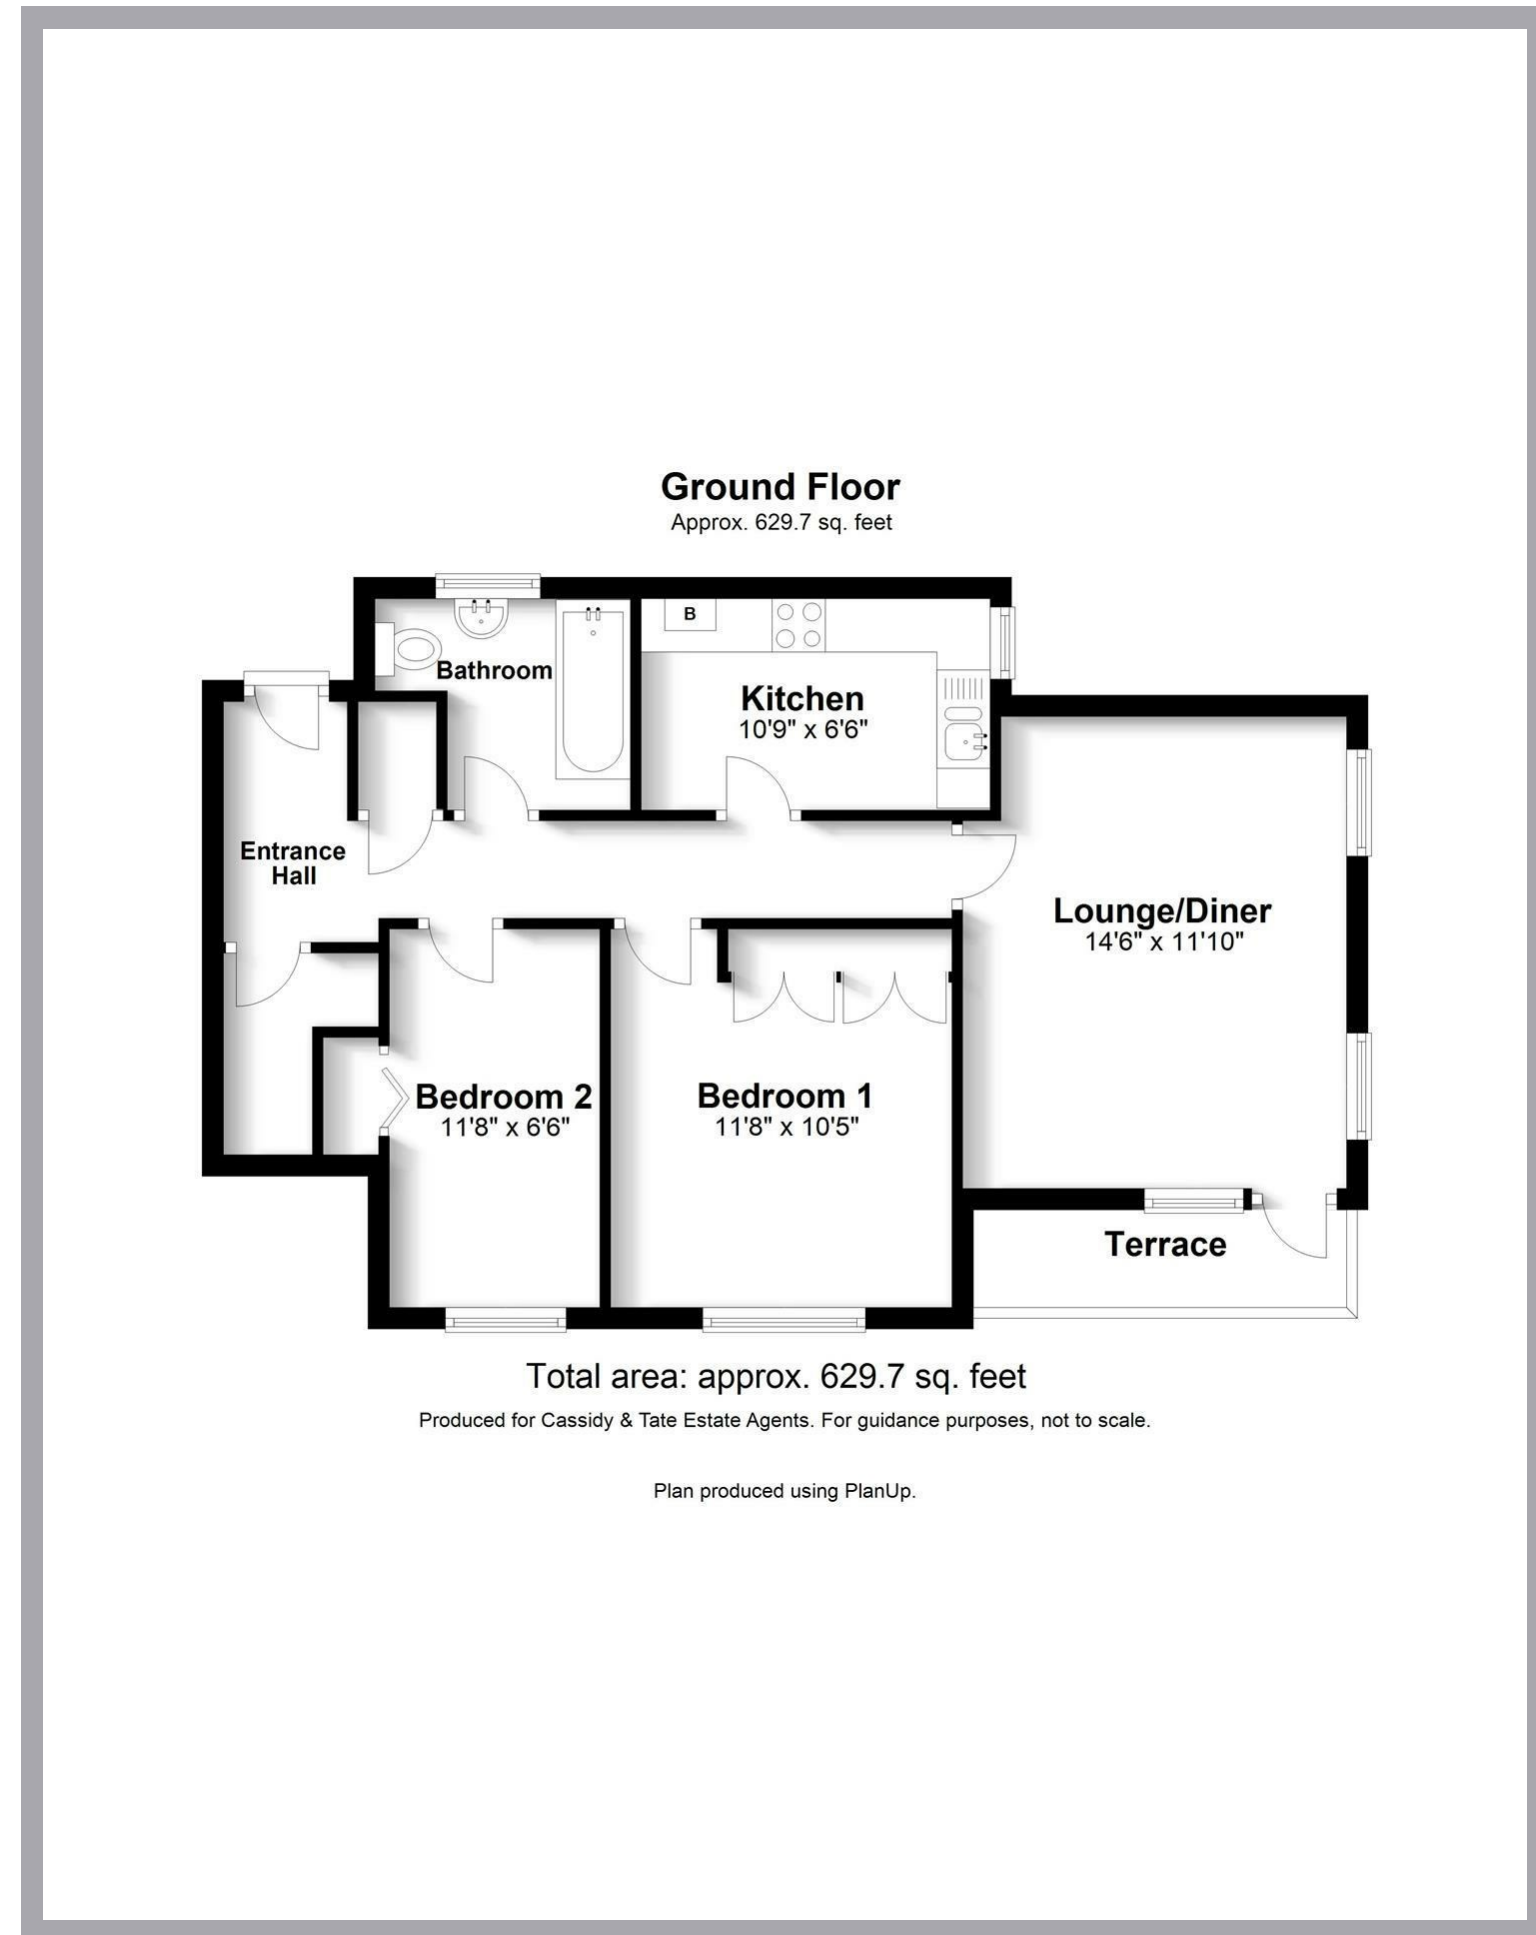 Ground Floor
Approx. 629.7 sq. feet
B
Bathroom
Kitchen
10'9" x 6'6"
Entrance
Hall
Lounge/Diner
14'6" x 11'10"
Bedroom 2
11'8" x 6'6"
Bedroom 1
11'8" x 10'5"
Terrace
Total area: approx. 629.7 sq. feet
Produced for Cassidy & Tate Estate Agents. For guidance purposes, not to scale.
Plan produced using PlanUp.